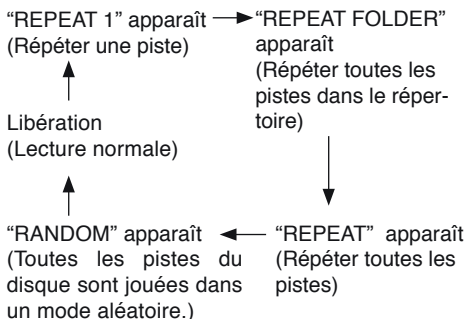 “REPEAT 1” apparaît
(Répéter une piste)
“REPEAT FOLDER”
apparaît
(Répéter toutes les
pistes dans le réper-
toire)
“REPEAT” apparaît
(Répéter toutes les
pistes)
“RANDOM” apparaît
(Toutes les pistes du
disque sont jouées dans
un mode aléatoire.)
Libération
(Lecture normale)